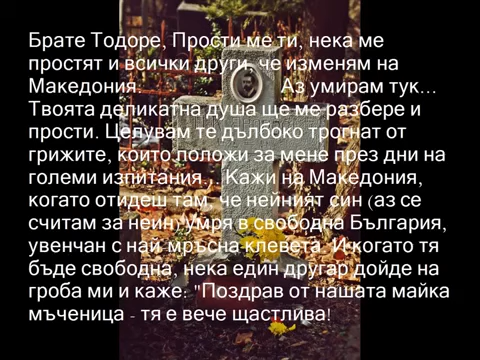 Брате Тодоре, Прости ме ти, нека ме
простят и всички други, че изменям на
Македония. Аз умирам тук...
Твоята деликатна душа ще ме разбере и
прости. Целувам те дълбоко трогнат от
грижите, които положи за мене през дни на
големи изпитания... Кажи на Македония,
когато отидеш там, че нейният син (аз се
считам за неин) умря в свободна България,
увенчан с най-мръсна клевета. И когато тя
бъде свободна, нека един другар дойде на
гроба ми и каже: "Поздрав от нашата майка
мъченица - тя е вече щастлива!